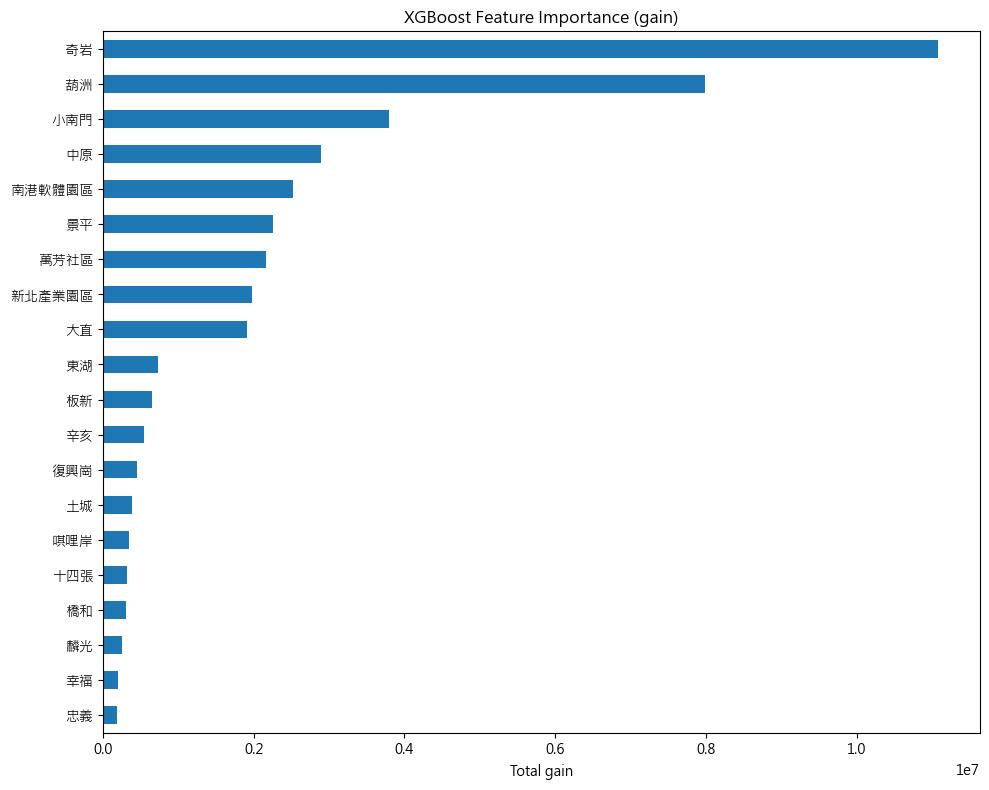 XGBoost Feature Importance (gain)
奇岩
葫洲
小南門
中原
南港軟體園區
景平
萬芳社區
新北產業園區
大直
東湖
板新
辛亥
復興崗
土城
唭哩岸
十四張
橋和
麟光
幸福
忠義
0.0 0.2 0.4 0.6 0.8 1.0
1e7
Total gain